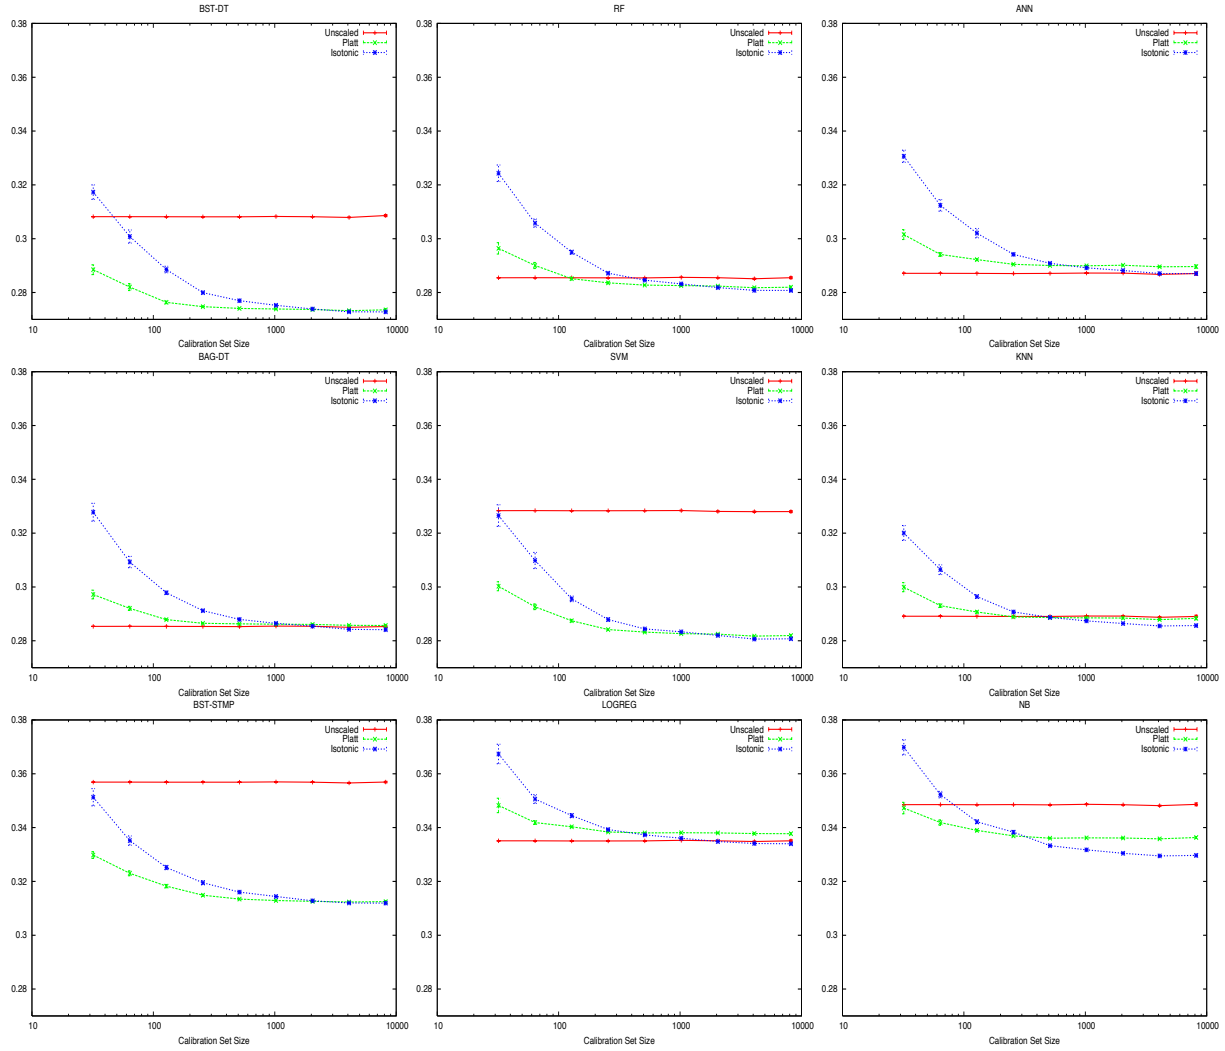 BST-DT
Unscaled
Platt
Isotonic
0.38
0.36
0.34
0.32
0.3
0.28
10 100 1000 10000
Calibration Set Size
RF
Unscaled
Platt
Isotonic
0.38
0.36
0.34
0.32
0.3
0.28
10 100 1000 10000
Calibration Set Size
ANN
Unscaled
Platt
Isotonic
0.38
0.36
0.34
0.32
0.3
0.28
10 100 1000 10000
Calibration Set Size
BAG-DT
Unscaled
Platt
Isotonic
0.38
0.36
0.34
0.32
0.3
0.28
10 100 1000 10000
Calibration Set Size
SVM
Unscaled
Platt
Isotonic
0.38
0.36
0.34
0.32
0.3
0.28
10 100 1000 10000
Calibration Set Size
KNN
Unscaled
Platt
Isotonic
0.38
0.36
0.34
0.32
0.3
0.28
10 100 1000 10000
Calibration Set Size
BST-STMP
Unscaled
Platt
Isotonic
0.38
0.36
0.34
0.32
0.3
0.28
10 100 1000 10000
Calibration Set Size
LOGREG
Unscaled
Platt
Isotonic
0.38
0.36
0.34
0.32
0.3
0.28
10 100 1000 10000
Calibration Set Size
NB
Unscaled
Platt
Isotonic
0.38
0.36
0.34
0.32
0.3
0.28
10 100 1000 10000
Calibration Set Size